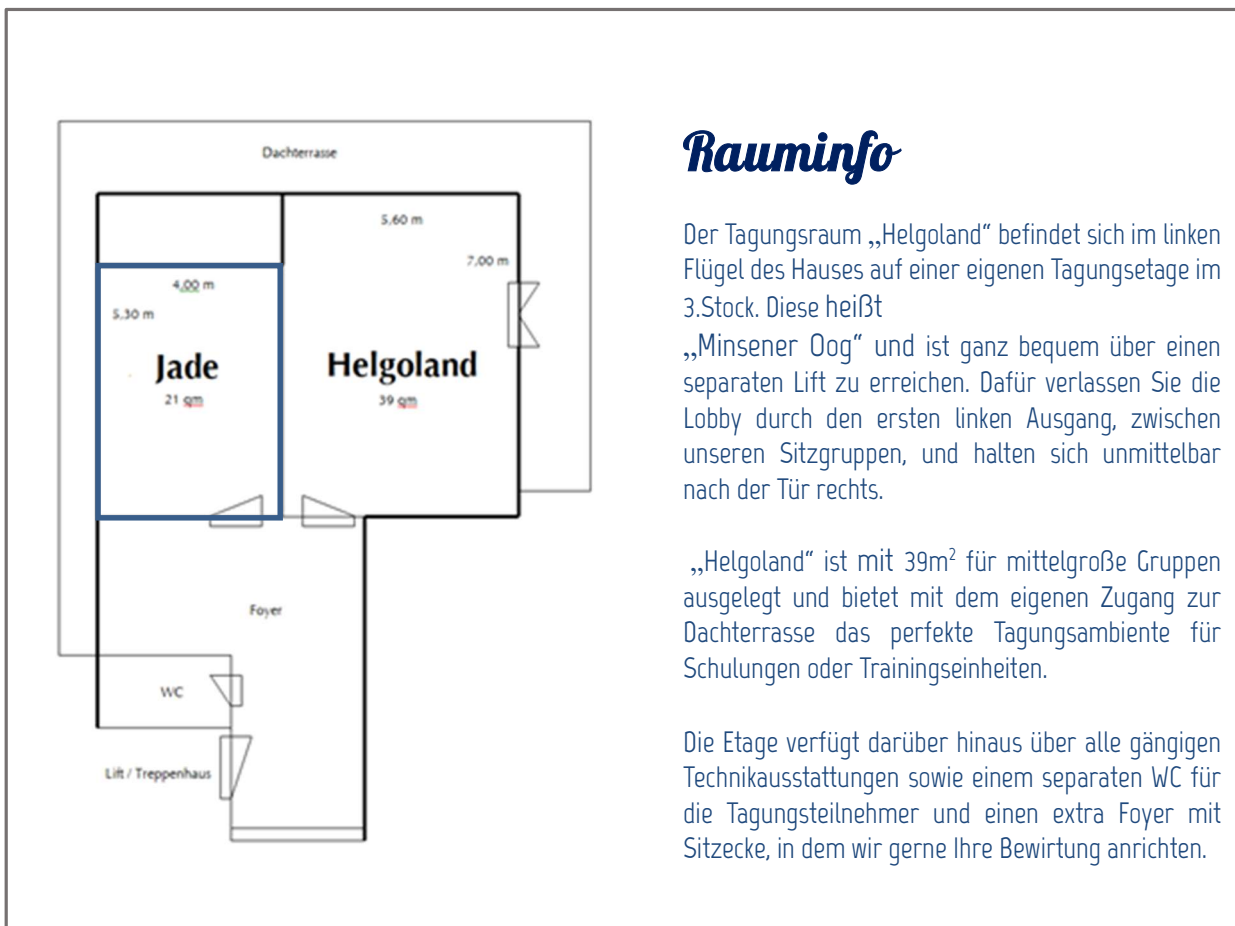 Dachterrasse
5,60 m
7,00 m
4,00 m
5,30 m
Jade
Helgoland
21 qm
39 qm
Foyer
WC
Lift / Treppenhaus
Rauminfo
Der Tagungsraum „Helgoland“ befindet sich im linken
Flügel des Hauses auf einer eigenen Tagungsetage im
3.Stock. Diese heißt
„Minsener Oog“ und ist ganz bequem über einen
separaten Lift zu erreichen. Dafür verlassen Sie die
Lobby durch den ersten linken Ausgang, zwischen
unseren Sitzgruppen, und halten sich unmittelbar
nach der Tür rechts.
„Helgoland“ ist mit 39m² für mittelgroße Gruppen
ausgelegt und bietet mit dem eigenen Zugang zur
Dachterrasse das perfekte Tagungsambiente für
Schulungen oder Trainingseinheiten.
Die Etage verfügt darüber hinaus über alle gängigen
Technikausstattungen sowie einem separaten WC für
die Tagungsteilnehmer und einen extra Foyer mit
Sitzecke, in dem wir gerne Ihre Bewirtung anrichten.